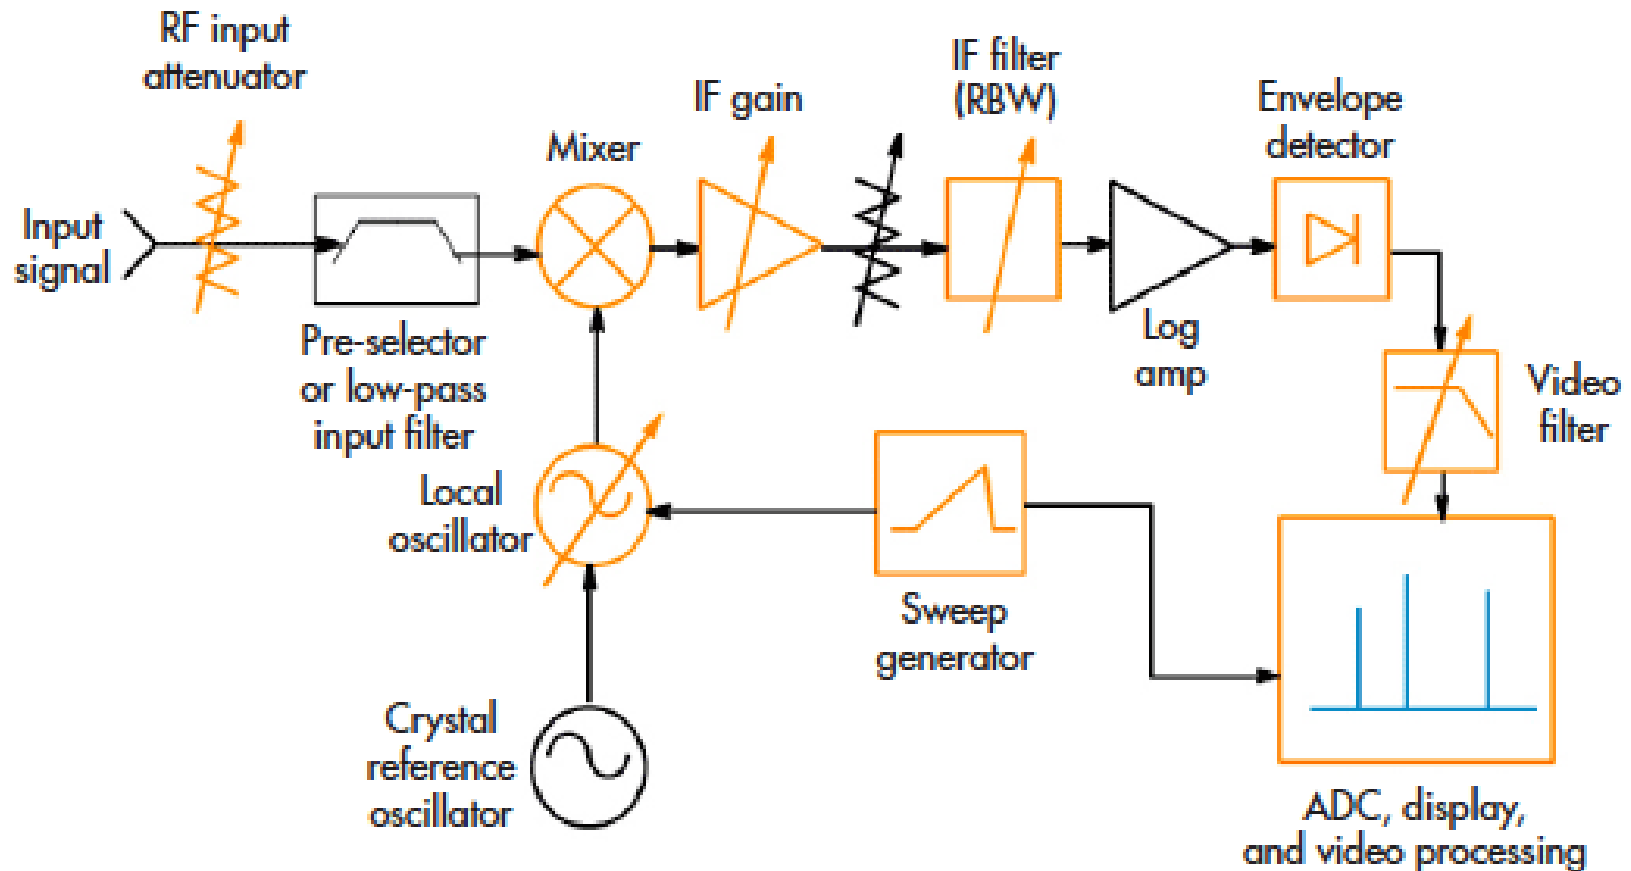 RF input
attenuator
Input
signal
Pre-selector
or low-pass
input filter
Mixer
IF gain
IF filter
(RBW)
Log
amp
Envelope
detector
Video
filter
Local
oscillator
Sweep
generator
Crystal
reference
oscillator
ADC, display,
and video processing